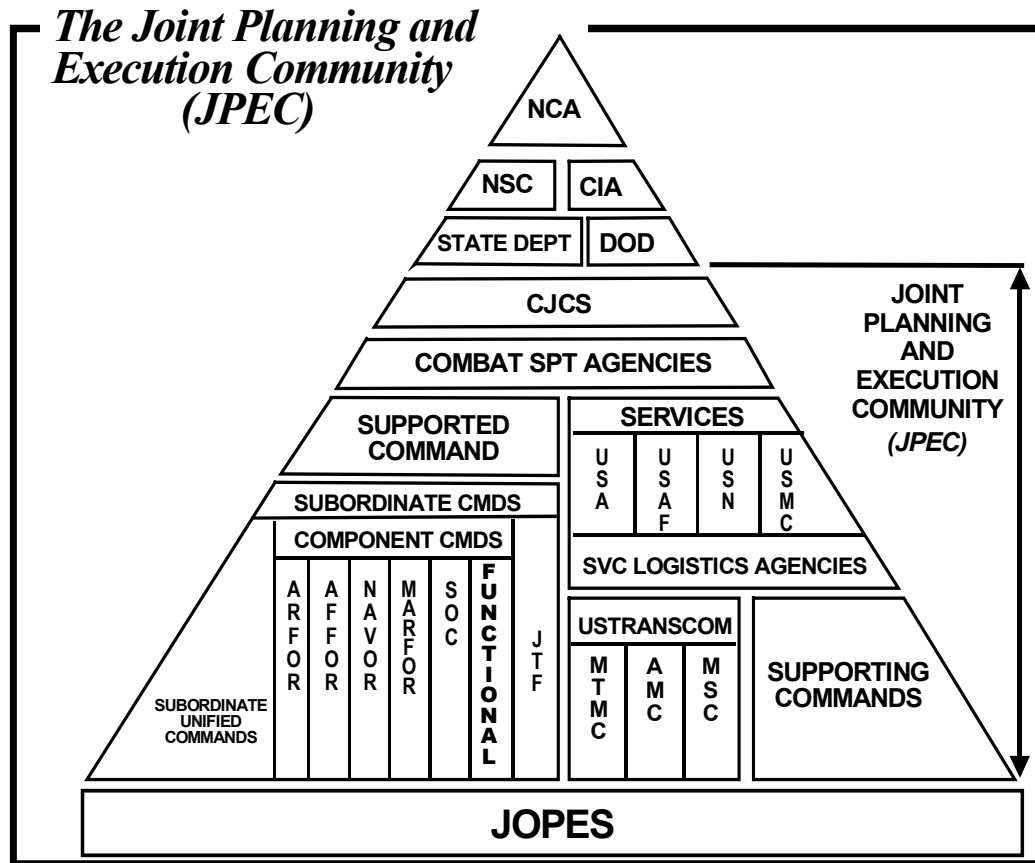 The Joint Planning and
Execution Community
(JPEC)
NCA
NSC
CIA
STATE DEPT
DOD
CJCS
COMBAT SPT AGENCIES
JOINT
PLANNING
AND
EXECUTION
COMMUNITY
(JPEC)
SUPPORTED
COMMAND
SERVICES
USA
USAF
USN
USMC
SVC LOGISTICS AGENCIES
SUBORDINATE CMDS
COMPONENT CMDS
ARFOR
AFFOR
NAVOR
MARFOR
SOC
FUNCTIONAL
JTF
SUBORDINATE
UNIFIED
COMMANDS
USTRANSCOM
MTMC
AMC
MSC
SUPPORTING
COMMANDS
JOPES